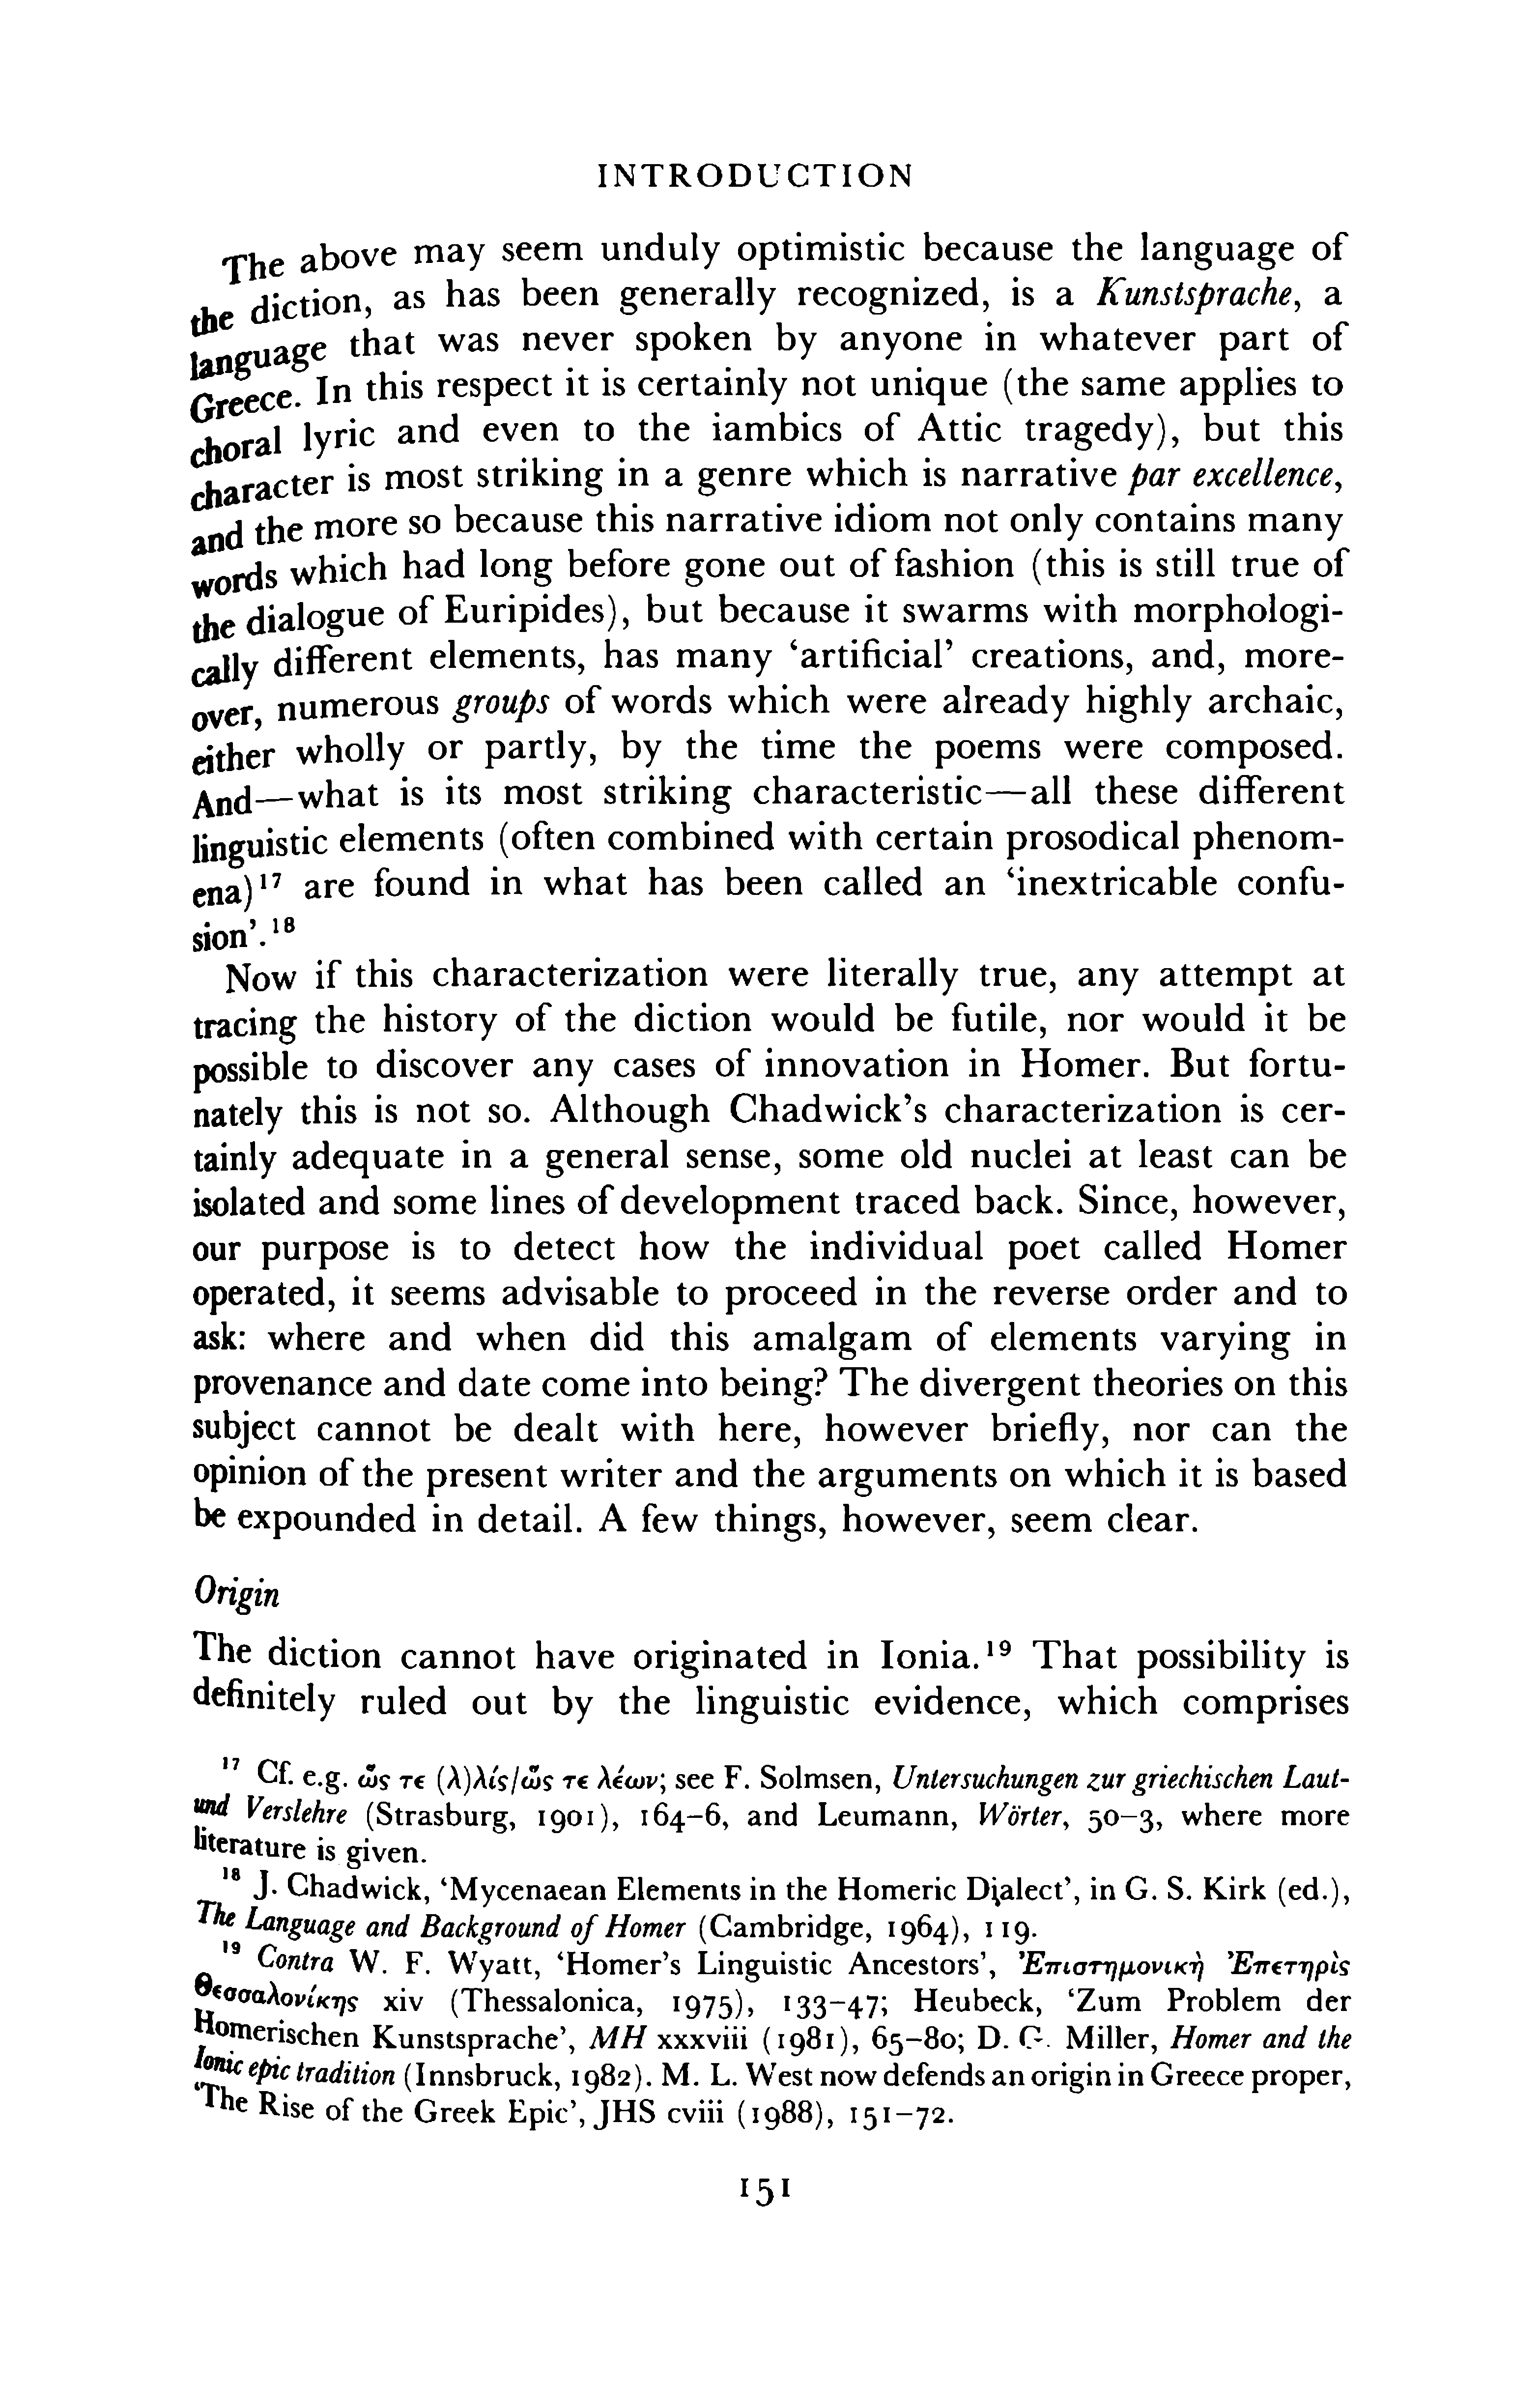 INTRODUCTION
The above may seem unduly optimistic because the language of
the diction, as has been generally recognized, is a Kunstsprache, a
language that was never spoken by anyone in whatever part of
Greece. In this respect it is certainly not unique (the same applies to
choral lyric and even to the iambics of Attic tragedy), but this
character is most striking in a genre which is narrative par excellence,
and the more so because this narrative idiom not only contains many
words which had long before gone out of fashion (this is still true of
the dialogue of Euripides), but because it swarms with morphologi-
cally different elements, has many ‘artificial’ creations, and, more-
over, numerous groups of words which were already highly archaic,
either wholly or partly, by the time the poems were composed.
And—what is its most striking characteristic—all these different
linguistic elements (often combined with certain prosodical phenom-
ena)¹⁷ are found in what has been called an ‘inextricable confu-
sion’.¹⁸
Now if this characterization were literally true, any attempt at
tracing the history of the diction would be futile, nor would it be
possible to discover any cases of innovation in Homer. But fortu-
nately this is not so. Although Chadwick’s characterization is cer-
tainly adequate in a general sense, some old nuclei at least can be
isolated and some lines of development traced back. Since, however,
our purpose is to detect how the individual poet called Homer
operated, it seems advisable to proceed in the reverse order and to
ask: where and when did this amalgam of elements varying in
provenance and date come into being? The divergent theories on this
subject cannot be dealt with here, however briefly, nor can the
opinion of the present writer and the arguments on which it is based
be expounded in detail. A few things, however, seem clear.
Origin
The diction cannot have originated in Ionia.¹⁹ That possibility is
definitely ruled out by the linguistic evidence, which comprises
¹⁷ Cf. e.g. ὥς τε (λ)λίς/ὥς τε λέων; see F. Solmsen, Untersuchungen zur griechischen Laut-
und Verslehre (Strasburg, 1901), 164–6, and Leumann, Wörter, 50–3, where more
literature is given.
¹⁸ J. Chadwick, ‘Mycenaean Elements in the Homeric Dialect’, in G. S. Kirk (ed.),
The Language and Background of Homer (Cambridge, 1964), 119.
¹⁹ Contra W. F. Wyatt, ‘Homer’s Linguistic Ancestors’, Ἐπιστημονικὴ Ἐπετηρὶς
Θεσσαλονίκης xiv (Thessalonica, 1975), 133–47; Heubeck, ‘Zum Problem der
Homerischen Kunstsprache’, MH xxxviii (1981), 65–80; D. G. Miller, Homer and the
Ionic epic tradition (Innsbruck, 1982). M. L. West now defends an origin in Greece proper,
‘The Rise of the Greek Epic’, JHS cviii (1988), 151–72.
151